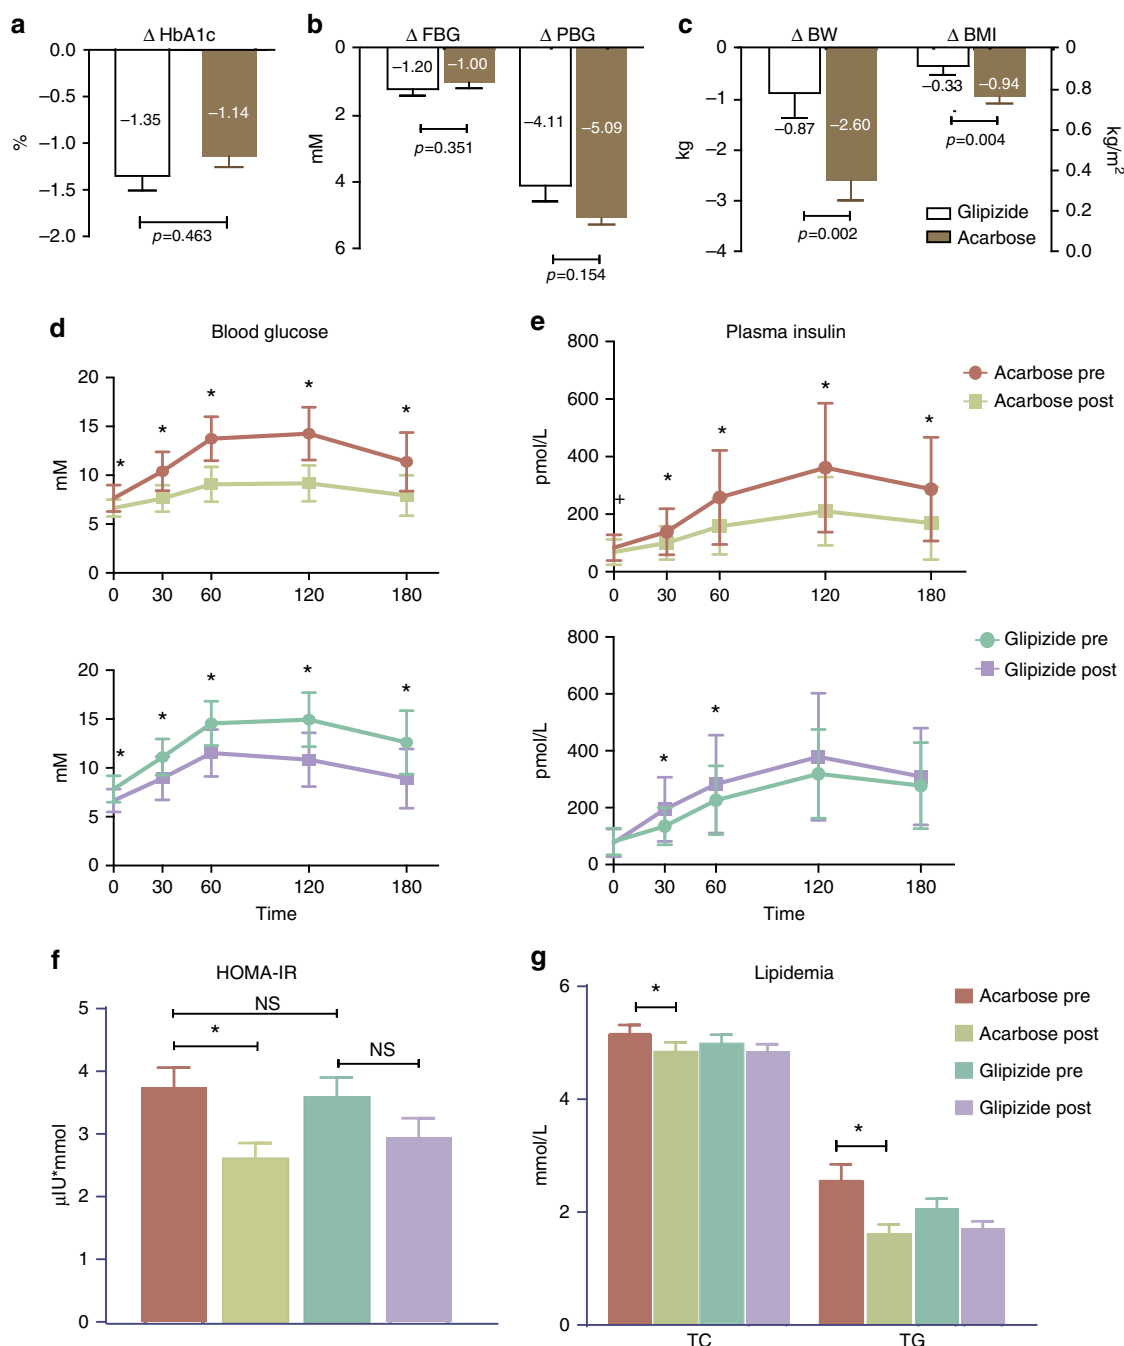 a
Δ HbA1c
0.0
−0.5
−1.0
−1.5
−2.0
%
−1.35
−1.14
p=0.463
b
Δ FBG
Δ PBG
0
2
4
6
mM
−1.20
−1.00
p=0.351
−4.11
−5.09
p=0.154
c
Δ BW
Δ BMI
0
−1
−2
−3
−4
kg
−0.87
−2.60
p=0.002
−0.33
−0.94
p=0.004
Glipizide
Acarbose
0
0.8
0.6
0.4
0.2
0.0
kg/m²
d
Blood glucose
20
15
10
5
0
mM
* * * * *
0 30 60 120 180
20
15
10
5
0
mM
* * * * *
0 30 60 120 180
Time
e
Plasma insulin
800
600
400
200
0
pmol/L
+ * * * *
0 30 60 120 180
Acarbose pre
Acarbose post
800
600
400
200
0
pmol/L
* *
0 30 60 120 180
Time
Glipizide pre
Glipizide post
f
HOMA-IR
5
4
3
2
1
0
μIU*mmol
NS
*
NS
g
Lipidemia
6
4
2
0
mmol/L
*
*
TC
TG
Acarbose pre
Acarbose post
Glipizide pre
Glipizide post